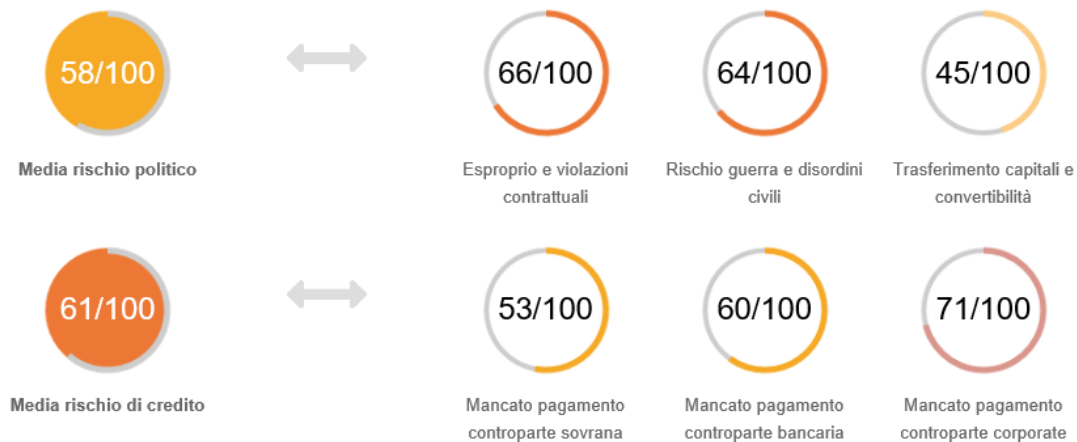 58/100
66/100
64/100
45/100
Media rischio politico
Esproprio e violazioni
contrattuali
Rischio guerra e disordini
civili
Trasferimento capitali e
convertibilità
61/100
53/100
60/100
71/100
Media rischio di credito
Mancato pagamento
controparte sovrana
Mancato pagamento
controparte bancaria
Mancato pagamento
controparte corporate